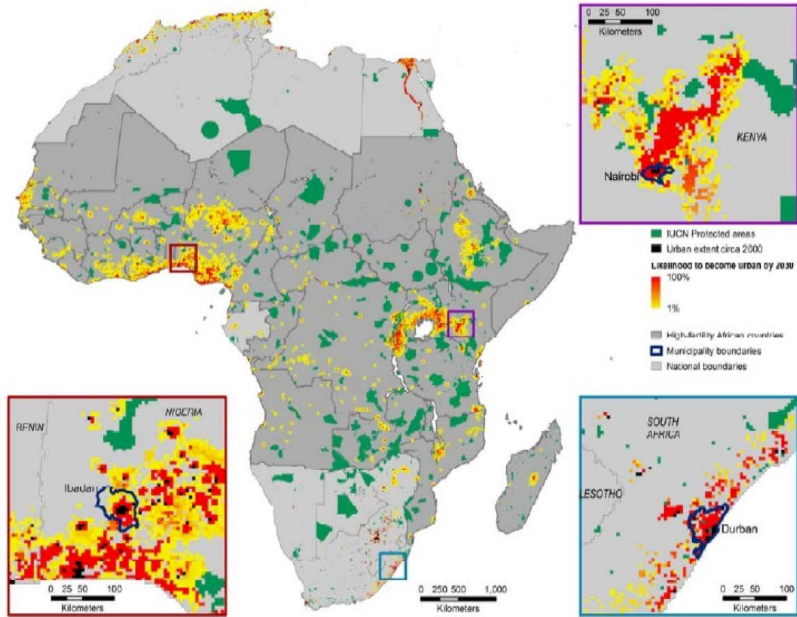 0 25 50 100
Kilometers
KENYA
Nairobi
IUCN Protected areas
Urban extent circa 2000
Likelihood to become urban by 2030
100%
1%
High-fertility African countries
Municipality boundaries
National boundaries
BENIN
NIGERIA
Ibadan
0 25 50 100
Kilometers
0 250 500 1,000
Kilometers
SOUTH
AFRICA
LESOTHO
Durban
0 25 50 100
Kilometers